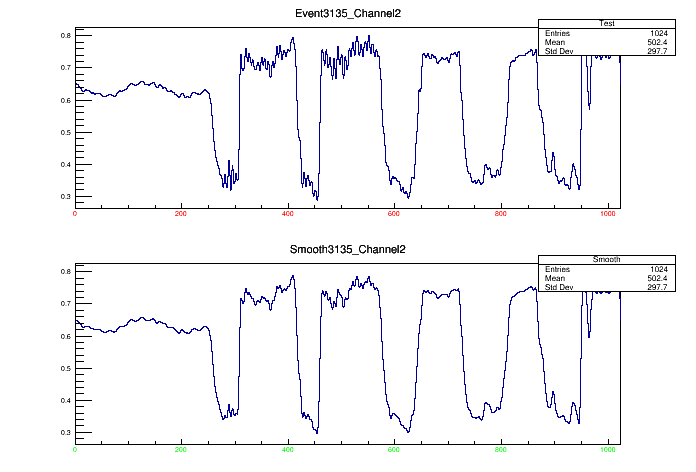 Event3135_Channel2
Test
Entries 1024
Mean 502.4
Std Dev 297.7
0.8
0.7
0.6
0.5
0.4
0.3
0 200 400 600 800 1000
Smooth3135_Channel2
Smooth
Entries 1024
Mean 502.4
Std Dev 297.7
0.8
0.7
0.6
0.5
0.4
0.3
0 200 400 600 800 1000